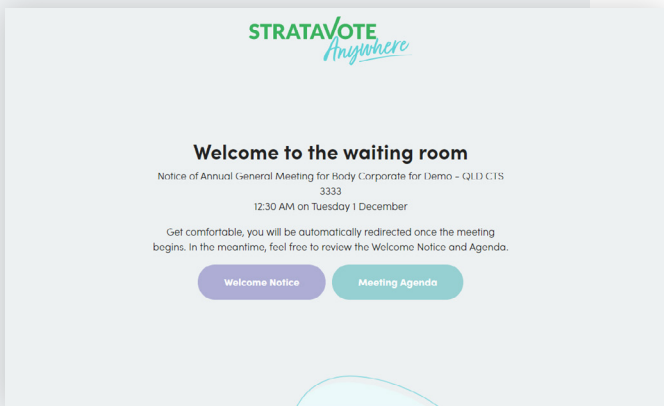 STRATAVOTE
Anywhere
Welcome to the waiting room
Notice of Annual General Meeting for Body Corporate for Demo - QLD CTS
3333
12:30 AM on Tuesday 1 December
Get comfortable, you will be automatically redirected once the meeting
begins. In the meantime, feel free to review the Welcome Notice and Agenda.
Welcome Notice
Meeting Agenda